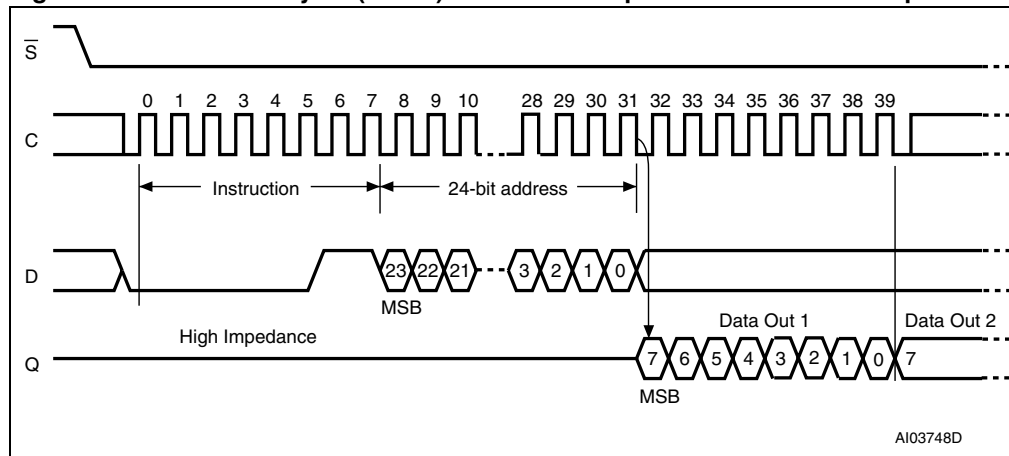 S
0 1 2 3 4 5 6 7 8 9 10 28 29 30 31 32 33 34 35 36 37 38 39
C
Instruction 24-bit address
D
23 22 21 3 2 1 0
MSB
High Impedance Data Out 1 Data Out 2
Q
7 6 5 4 3 2 1 0 7
MSB
AI03748D